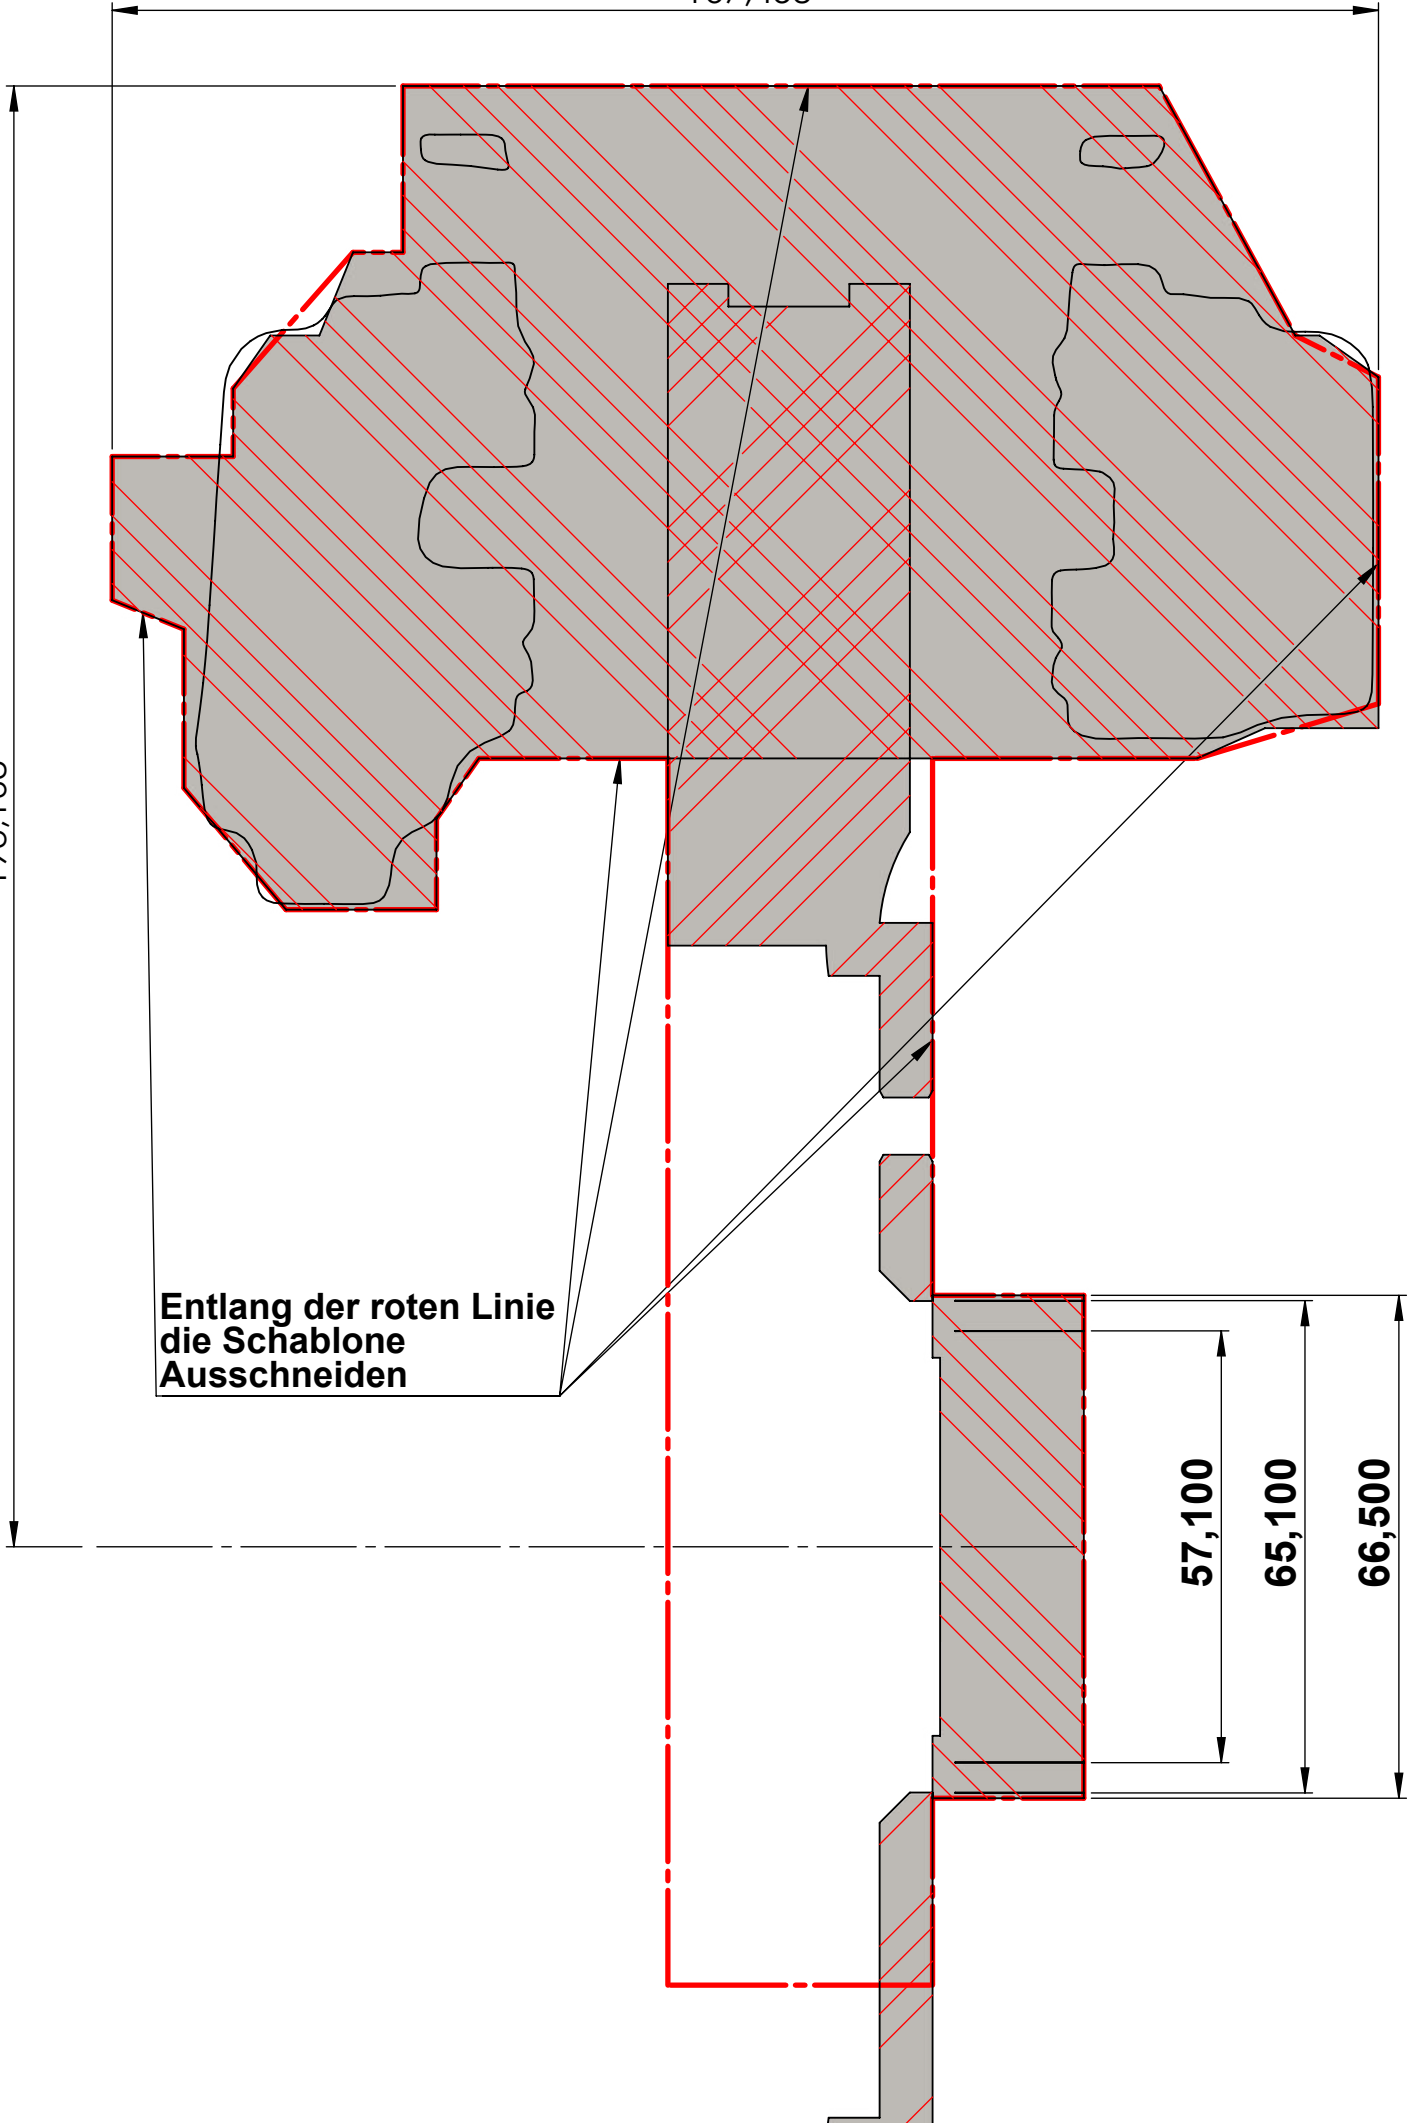 Entlang der roten Linie
die Schablone
Ausschneiden
57,100
65,100
66,500